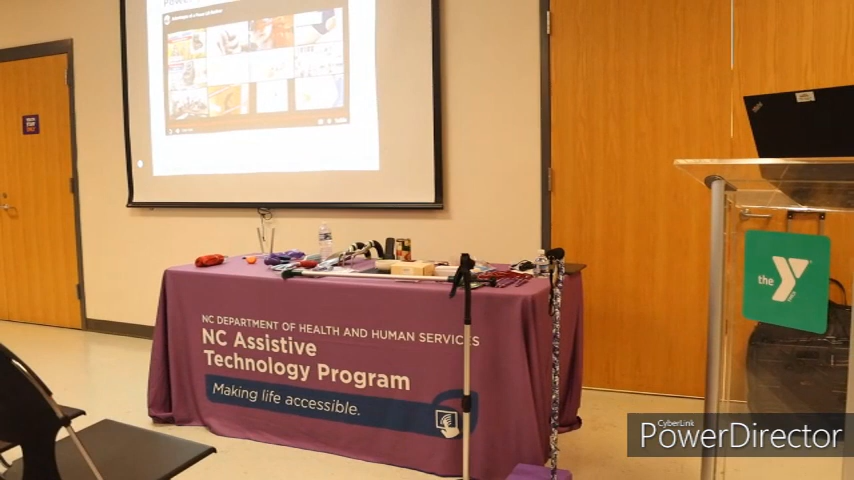 NC DEPARTMENT OF HEALTH AND HUMAN SERVICES
NC Assistive
Technology Program
Making life accessible.
the Y
CyberLink
PowerDirector